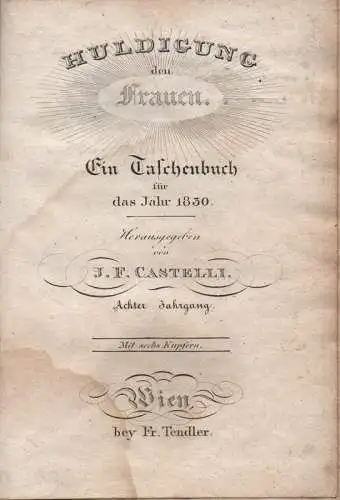 HULDIGUNG
den
Frauen.
Ein Taschenbuch
für
das Jahr 1830.
Herausgegeben
von
J. F. CASTELLI.
Achter Jahrgang.
Mit sechs Kupfern.
Wien,
bey Fr. Tendler.